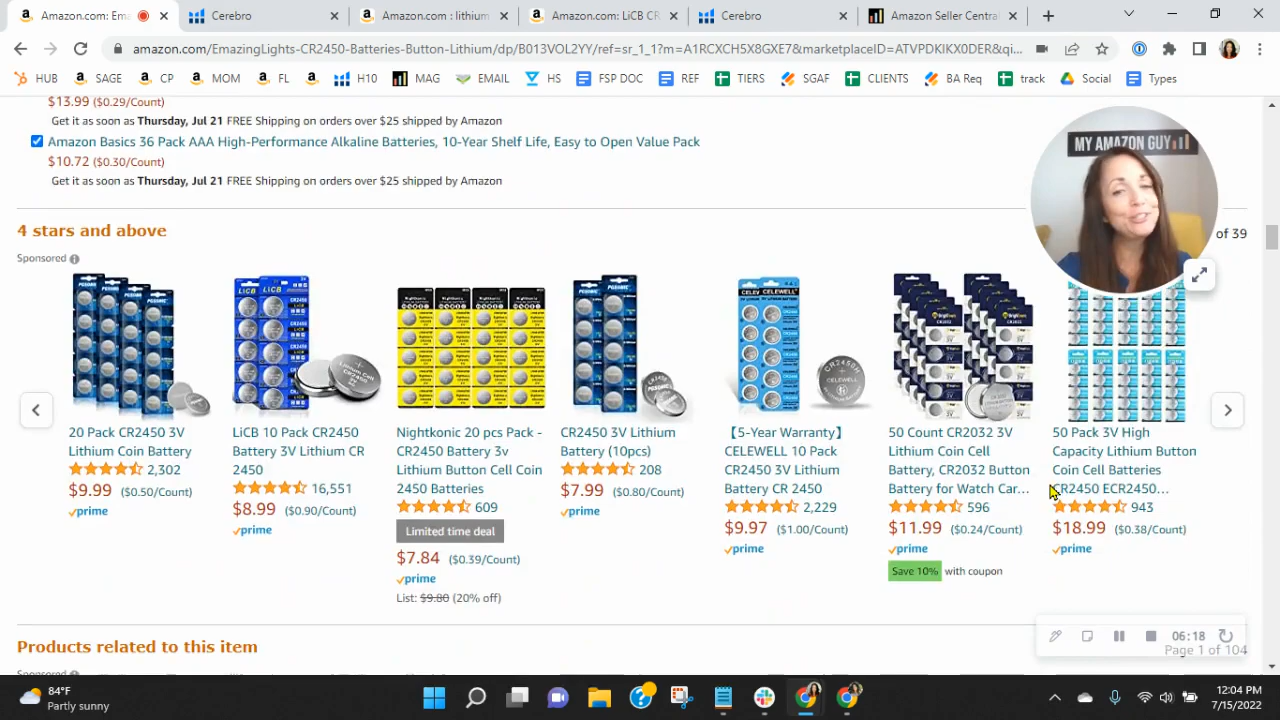 Amazon.com: Ema
Cerebro
Amazon.com : lithium
Amazon.com: LiCB CR
Cerebro
Amazon Seller Central
amazon.com/EmazingLights-CR2450-Batteries-Button-Lithium/dp/B013VOL2YY/ref=sr_1_1?m=A1RCXCH5X8GXE7&marketplaceID=ATVPDKIKX0DER&qi...
HUB SAGE CP MOM FL H10 MAG EMAIL HS FSP DOC REF TIERS SGAF CLIENTS BA Req track Social Types
$13.99 ($0.29/Count)
Get it as soon as Thursday, Jul 21 FREE Shipping on orders over $25 shipped by Amazon
Amazon Basics 36 Pack AAA High-Performance Alkaline Batteries, 10-Year Shelf Life, Easy to Open Value Pack
$10.72 ($0.30/Count)
Get it as soon as Thursday, Jul 21 FREE Shipping on orders over $25 shipped by Amazon
MY AMAZON GUY
4 stars and above
of 39
Sponsored
20 Pack CR2450 3V
Lithium Coin Battery
2,302
$9.99 ($0.50/Count)
prime
LiCB 10 Pack CR2450
Battery 3V Lithium CR
2450
16,551
$8.99 ($0.90/Count)
prime
Nightkonic 20 pcs Pack -
CR2450 Battery 3v
Lithium Button Cell Coin
2450 Batteries
609
Limited time deal
$7.84 ($0.39/Count)
prime
List: $9.80 (20% off)
CR2450 3V Lithium
Battery (10pcs)
208
$7.99 ($0.80/Count)
prime
【5-Year Warranty】
CELEWELL 10 Pack
CR2450 3V Lithium
Battery CR 2450
2,229
$9.97 ($1.00/Count)
prime
50 Count CR2032 3V
Lithium Coin Cell
Battery, CR2032 Button
Battery for Watch Car...
596
$11.99 ($0.24/Count)
prime
Save 10% with coupon
50 Pack 3V High
Capacity Lithium Button
Coin Cell Batteries
CR2450 ECR2450...
943
$18.99 ($0.38/Count)
prime
06:18
Products related to this item
Page 1 of 104
Sponsored
84°F
Partly sunny
12:04 PM
7/15/2022